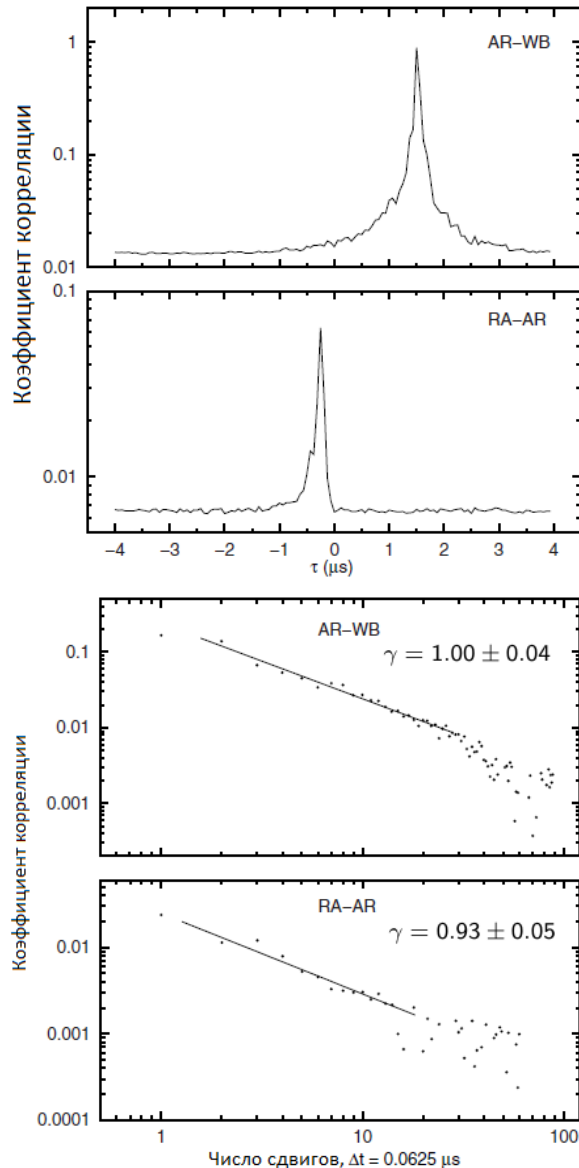 Коэффициент корреляции
AR−WB
1
0.1
0.01
RA−AR
0.1
0.01
−4 −3 −2 −1 0 1 2 3 4
τ (μs)
Коэффициент корреляции
AR−WB
γ = 1.00 ± 0.04
0.1
0.01
0.001
RA−AR
γ = 0.93 ± 0.05
0.01
0.001
0.0001
1 10 100
Число сдвигов, Δt = 0.0625 μs